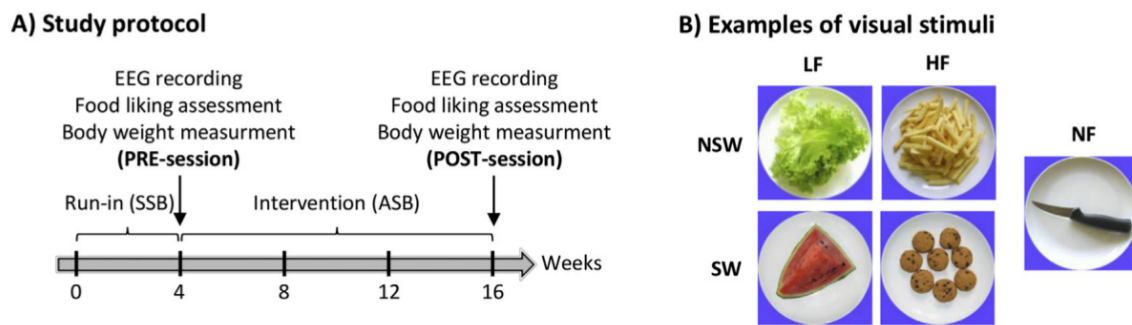 A) Study protocol
EEG recording
Food liking assessment
Body weight measurment
(PRE-session)
EEG recording
Food liking assessment
Body weight measurment
(POST-session)
Run-in (SSB)
Intervention (ASB)
Weeks
0 4 8 12 16
B) Examples of visual stimuli
LF HF
NSW
NF
SW